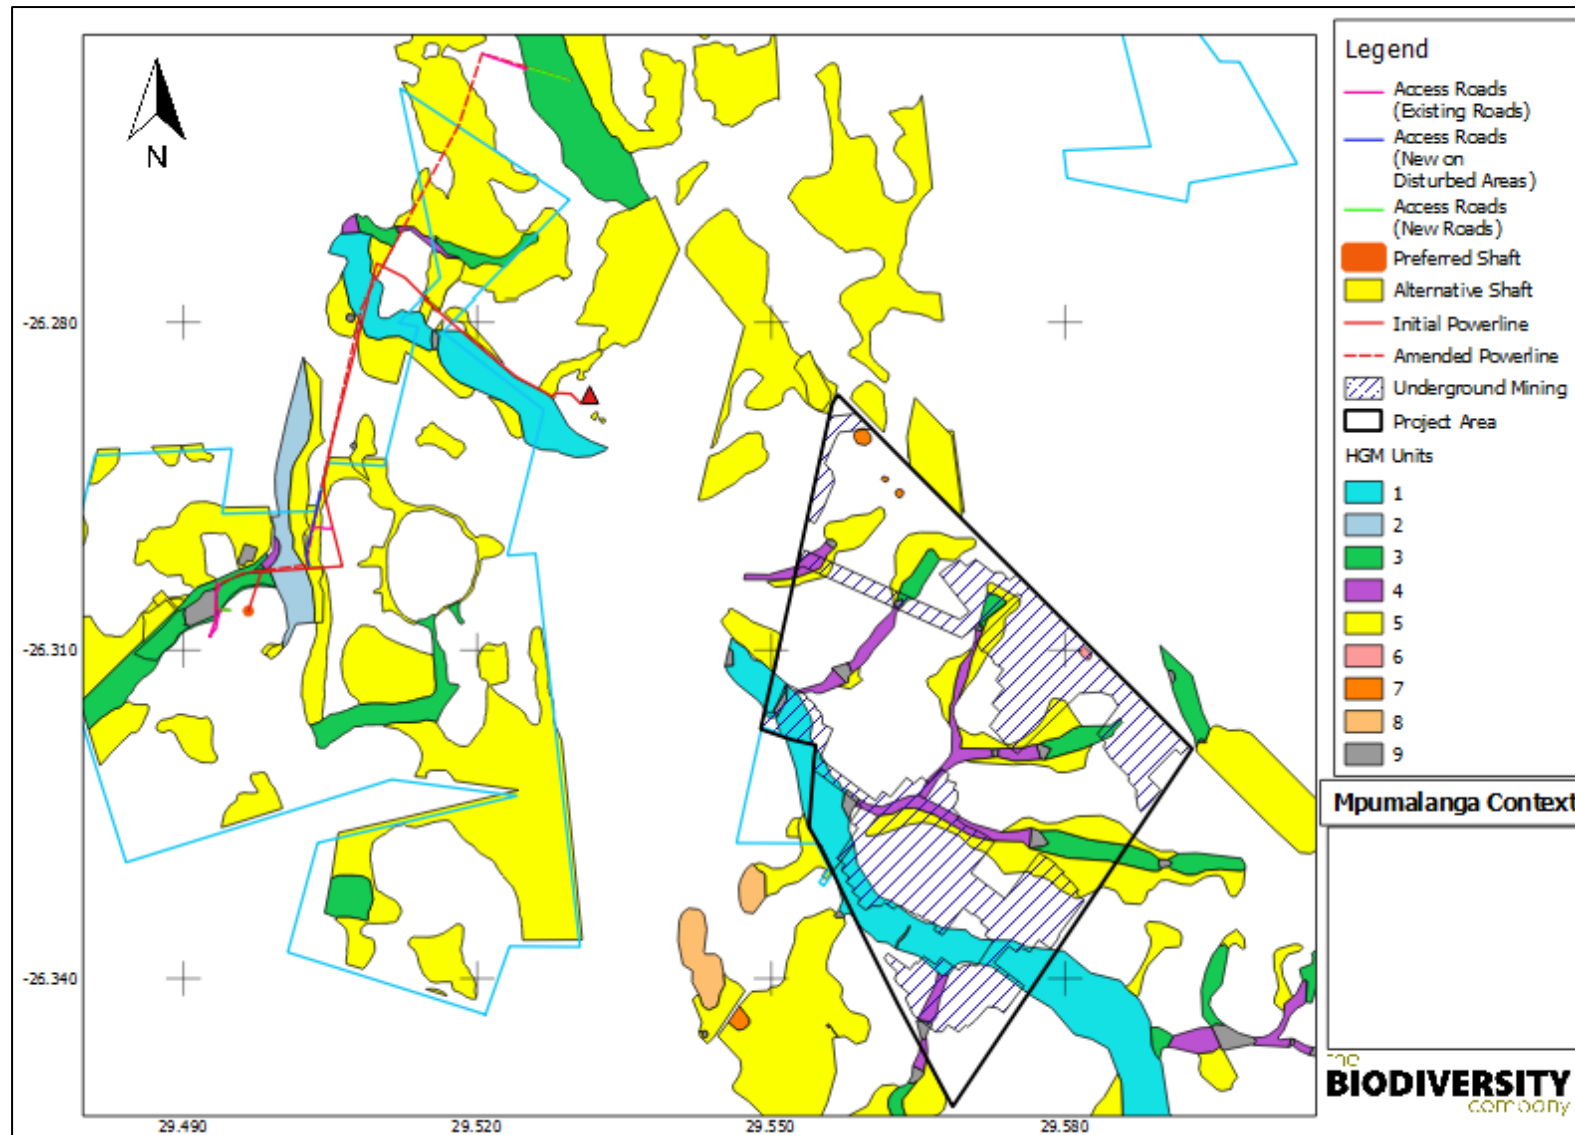 N
-26.280
-26.310
-26.340
29.490
29.520
29.550
29.580
Legend
Access Roads
(Existing Roads)
Access Roads
(New on
Disturbed Areas)
Access Roads
(New Roads)
Preferred Shaft
Alternative Shaft
Initial Powerline
Amended Powerline
Underground Mining
Project Area
HGM Units
1
2
3
4
5
6
7
8
9
Mpumalanga Context
the
BIODIVERSITY
company